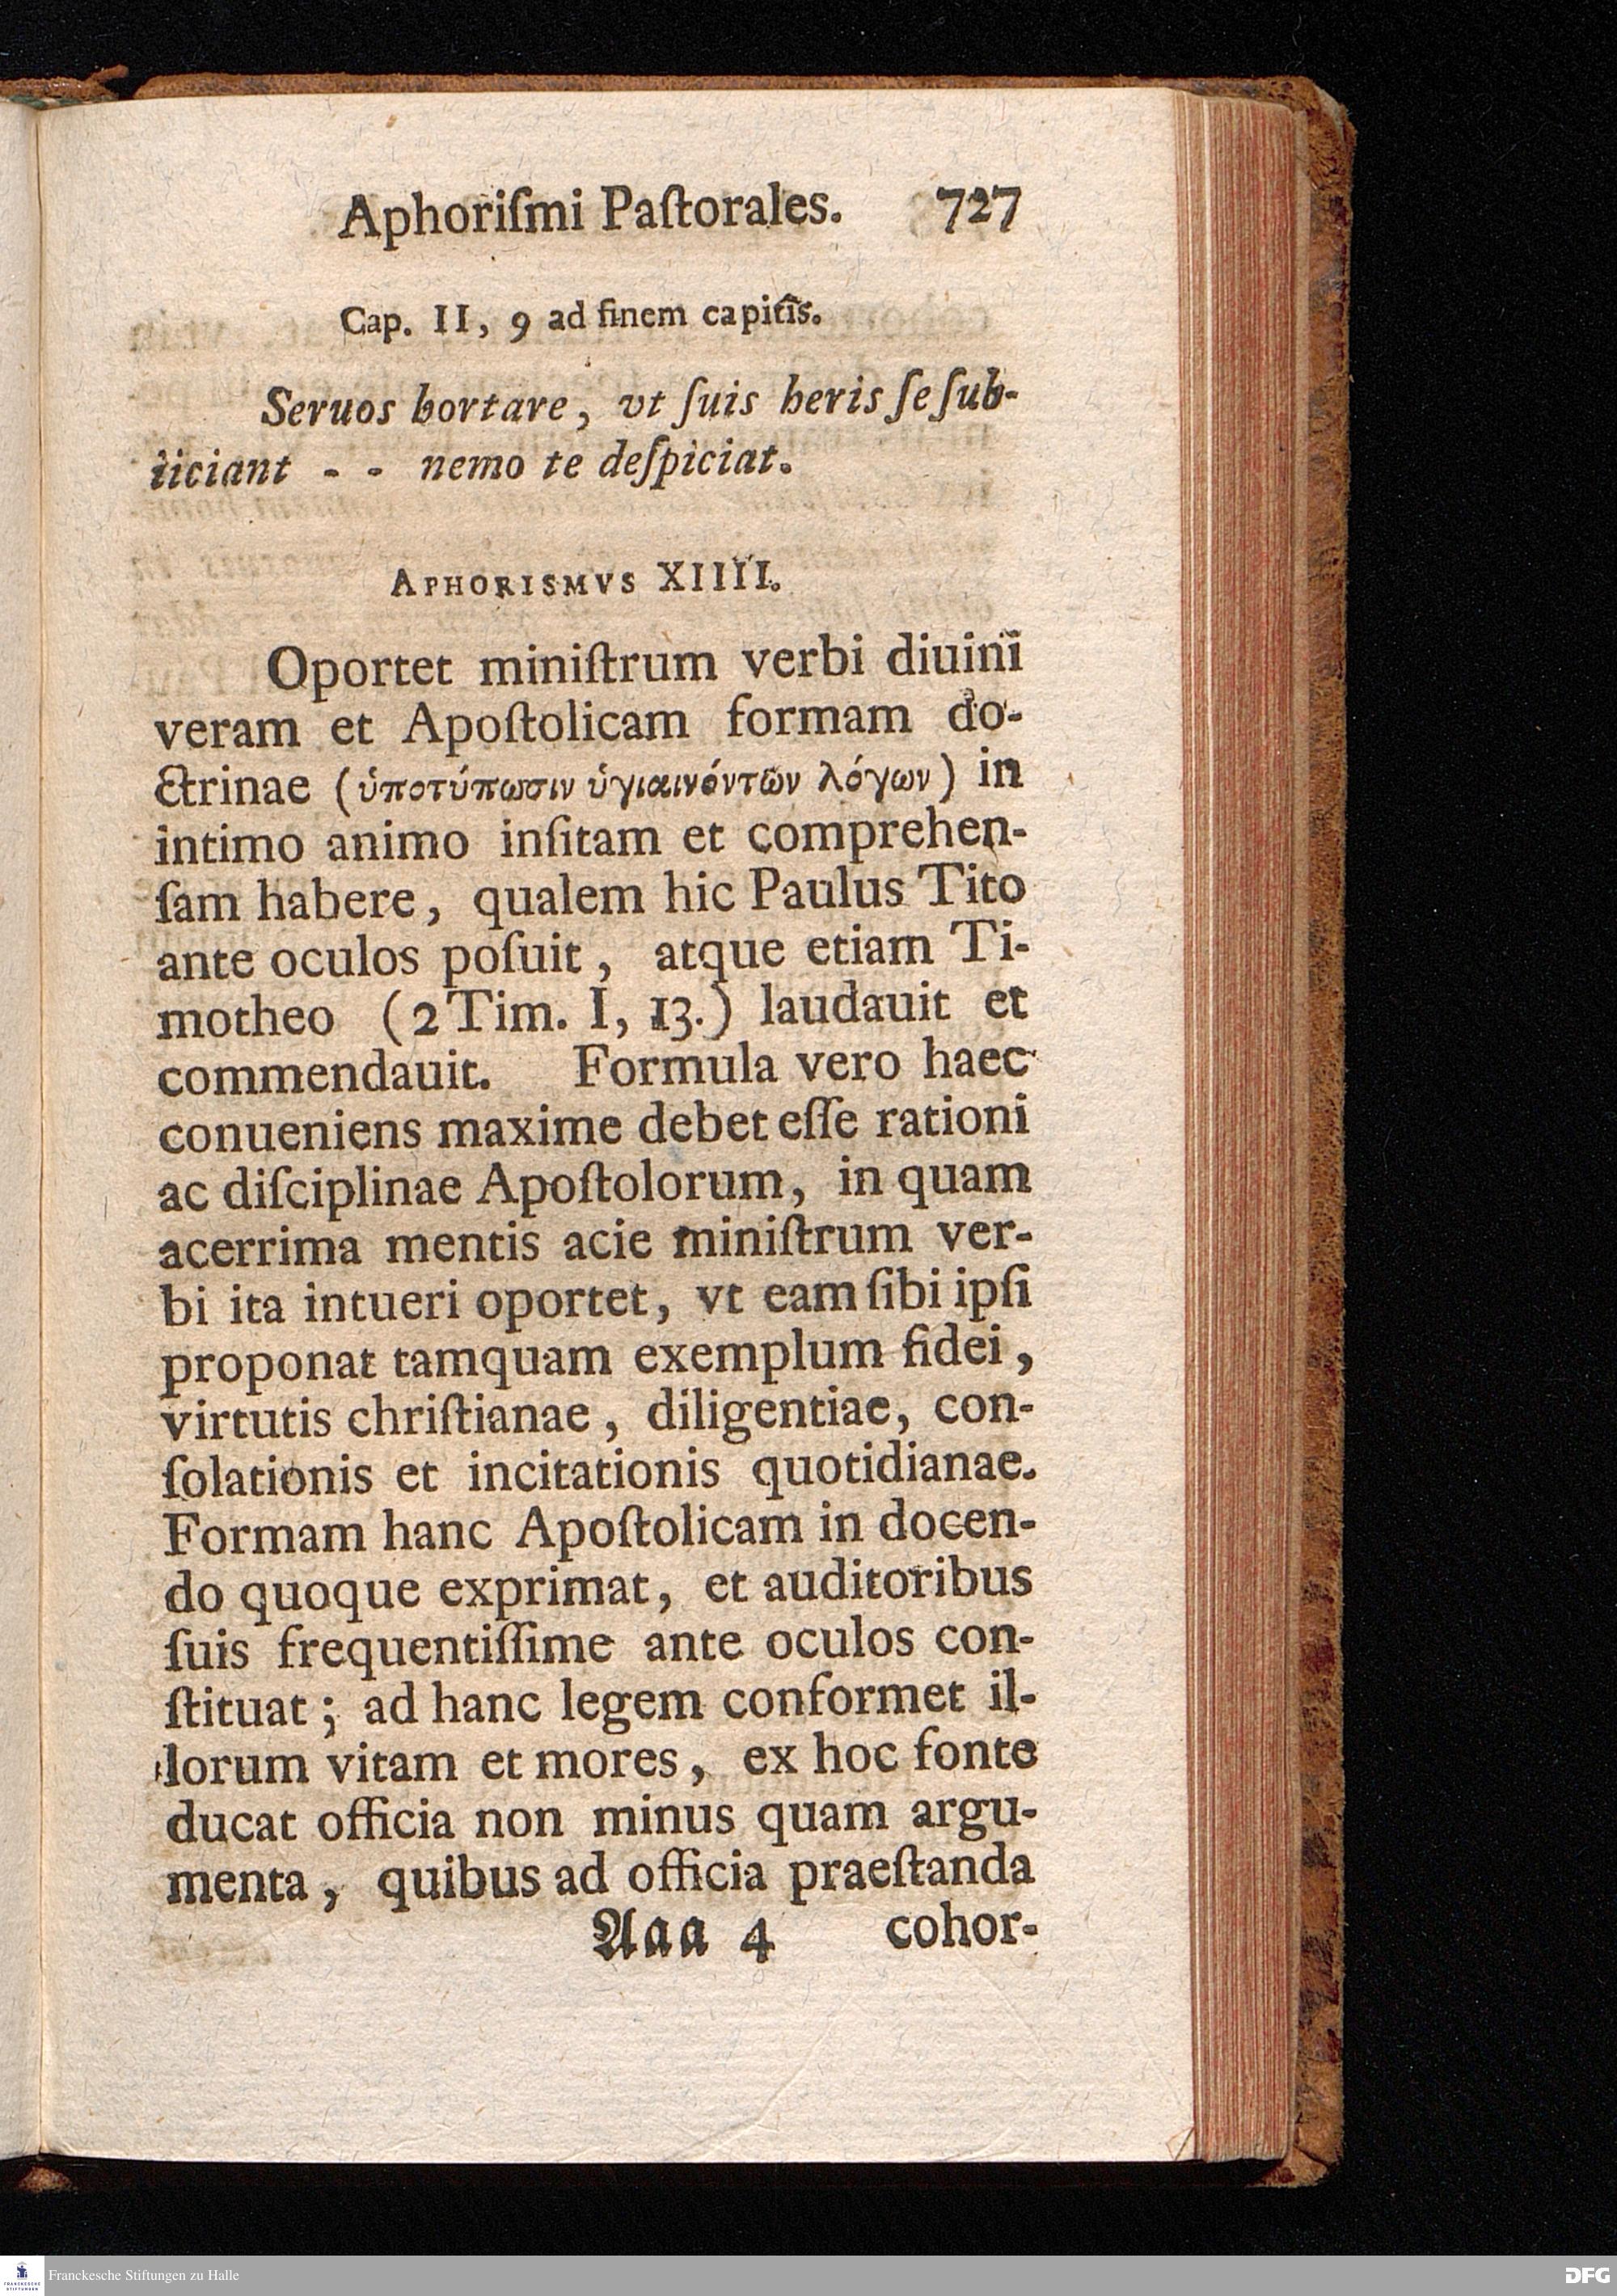 Aphoriſmi Paſtorales. 727
Cap. II, 9 ad finem capitis.
Seruos hortare, vt ſuis heris ſe ſub-
iiciant - - nemo te deſpiciat.
APHORISMVS XIIII.
Oportet miniſtrum verbi diuini
veram et Apoſtolicam formam do-
ctrinae (ὑποτύπωσιν ὑγιαινόντων λόγων) in
intimo animo inſitam et comprehen-
ſam habere, qualem hic Paulus Tito
ante oculos poſuit, atque etiam Ti-
motheo (2 Tim. I, 13.) laudauit et
commendauit. Formula vero haec
conueniens maxime debet eſſe rationi
ac diſciplinae Apoſtolorum, in quam
acerrima mentis acie miniſtrum ver-
bi ita intueri oportet, vt eam ſibi ipſi
proponat tamquam exemplum fidei,
virtutis chriſtianae, diligentiae, con-
ſolationis et incitationis quotidianae.
Formam hanc Apoſtolicam in docen-
do quoque exprimat, et auditoribus
ſuis frequentiſſime ante oculos con-
ſtituat; ad hanc legem conformet il-
lorum vitam et mores, ex hoc fonte
ducat officia non minus quam argu-
menta, quibus ad officia praeſtanda
Aaa 4 cohor-
FRANCKESCHE
STIFTUNGEN
Franckesche Stiftungen zu Halle
DFG